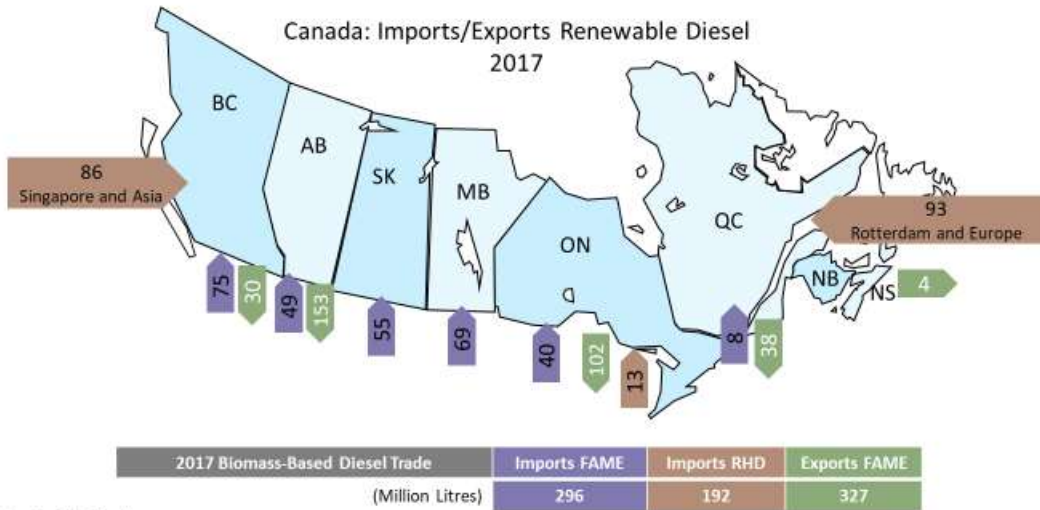 Canada: Imports/Exports Renewable Diesel
2017
BC
AB
SK
MB
ON
QC
NB
NS
86
Singapore and Asia
93
Rotterdam and Europe
4
75
30
49
153
55
69
40
102
13
8
38
2017 Biomass-Based Diesel Trade Imports FAME Imports RHD Exports FAME
(Million Litres) 296 192 327